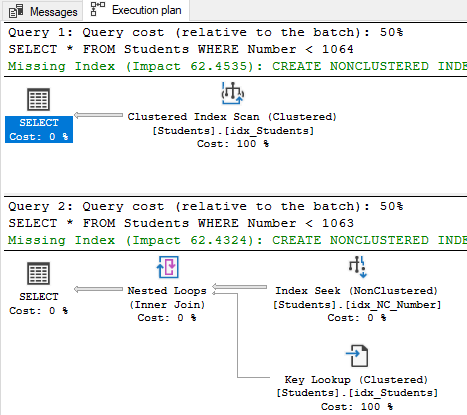 Messages Execution plan
Query 1: Query cost (relative to the batch): 50%
SELECT * FROM Students WHERE Number < 1064
Missing Index (Impact 62.4535): CREATE NONCLUSTERED INDE
SELECT
Cost: 0 %
Clustered Index Scan (Clustered)
[Students].[idx_Students]
Cost: 100 %
Query 2: Query cost (relative to the batch): 50%
SELECT * FROM Students WHERE Number < 1063
Missing Index (Impact 62.4324): CREATE NONCLUSTERED INDE
SELECT
Cost: 0 %
Nested Loops
(Inner Join)
Cost: 0 %
Index Seek (NonClustered)
[Students].[idx_NC_Number]
Cost: 0 %
Key Lookup (Clustered)
[Students].[idx_Students]
Cost: 100 %